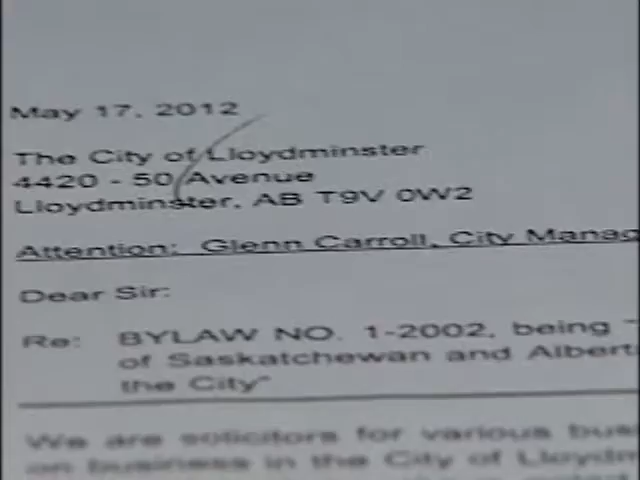 May 17, 2012
The City of Lloydminster
4420 - 50 Avenue
Lloydminster, AB T9V 0W2
Attention: Glenn Carroll, City Manag
Dear Sir:
Re: BYLAW NO. 1-2002, being
of Saskatchewan and Albert
the City"
We are solicitors for various bus
on business in the City of Lloydm